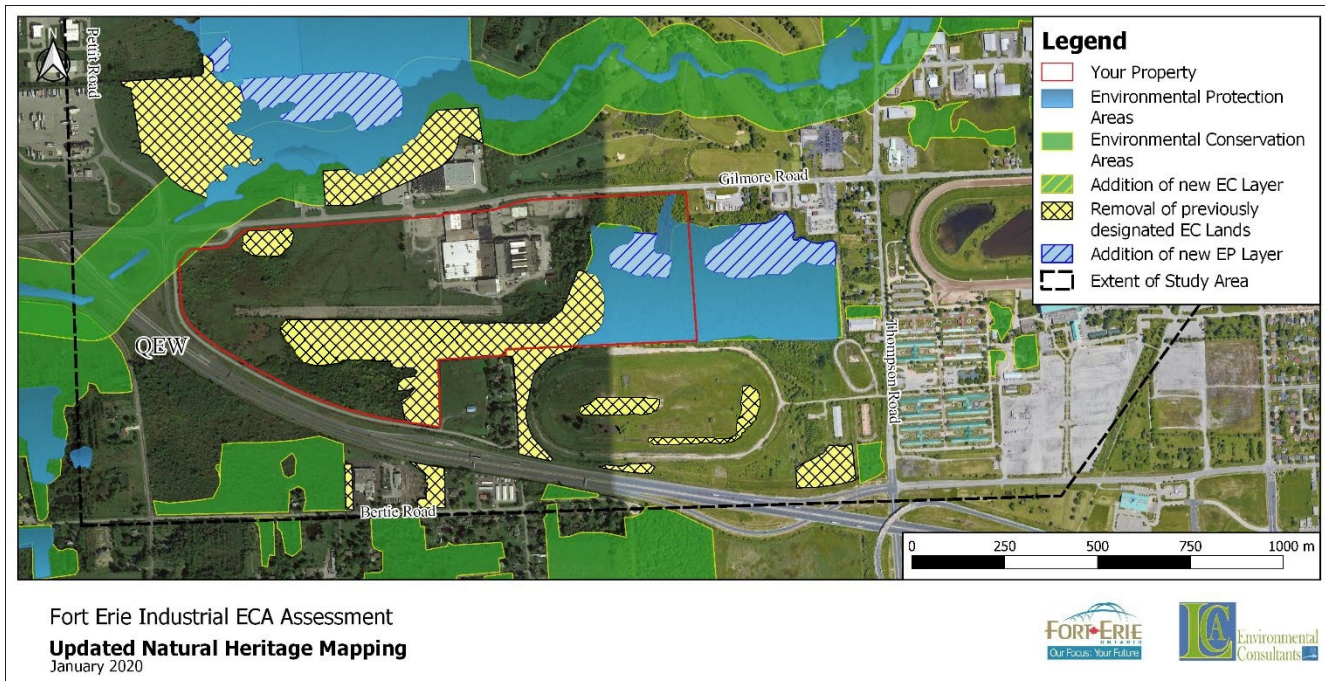 N
Pettit Road
Gilmore Road
QEW
Thompson Road
Bertie Road
Legend
Your Property
Environmental Protection
Areas
Environmental Conservation
Areas
Addition of new EC Layer
Removal of previously
designated EC Lands
Addition of new EP Layer
Extent of Study Area
0 250 500 750 1000 m
Fort Erie Industrial ECA Assessment
Updated Natural Heritage Mapping
January 2020
FORT ERIE
ONTARIO
Our Focus: Your Future
LCA
Environmental
Consultants